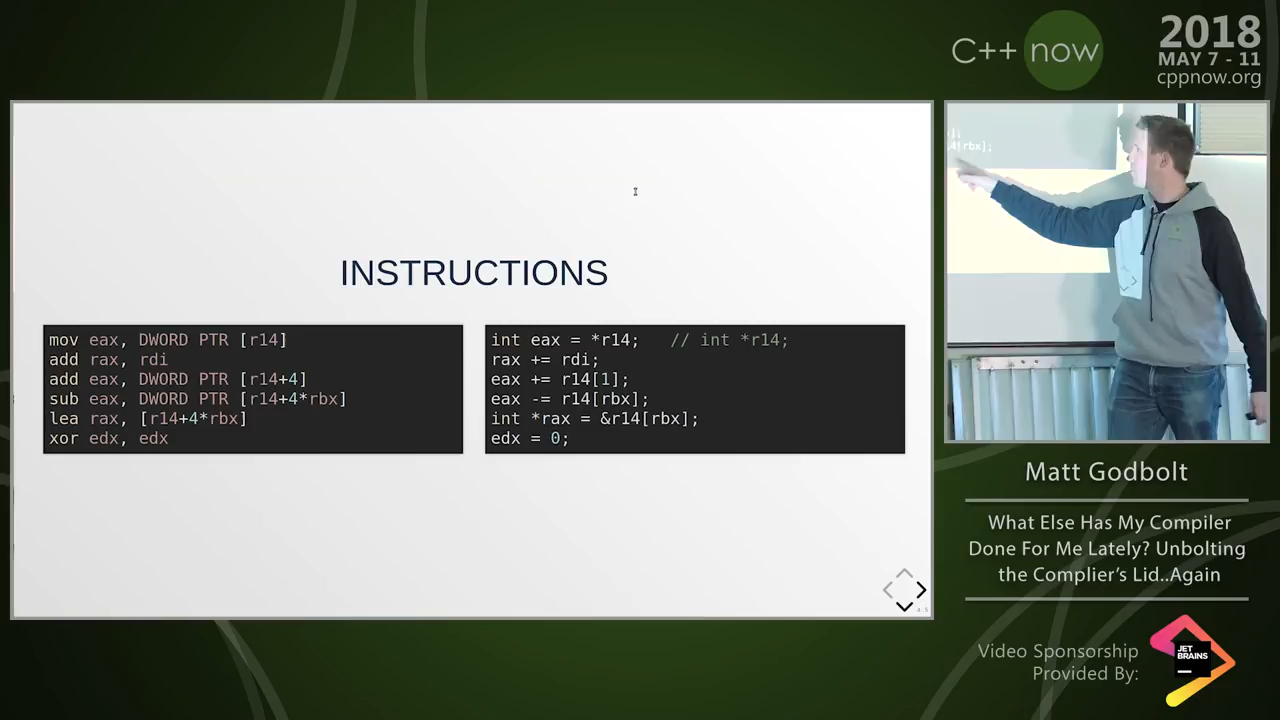 C++ now
2018
MAY 7 - 11
cppnow.org
INSTRUCTIONS
mov eax, DWORD PTR [r14]
add rax, rdi
add eax, DWORD PTR [r14+4]
sub eax, DWORD PTR [r14+4*rbx]
lea rax, [r14+4*rbx]
xor edx, edx
int eax = *r14;   // int *r14;
rax += rdi;
eax += r14[1];
eax -= r14[rbx];
int *rax = &r14[rbx];
edx = 0;
Matt Godbolt
What Else Has My Compiler
Done For Me Lately? Unbolting
the Complier's Lid..Again
Video Sponsorship
Provided By:
JET
BRAINS